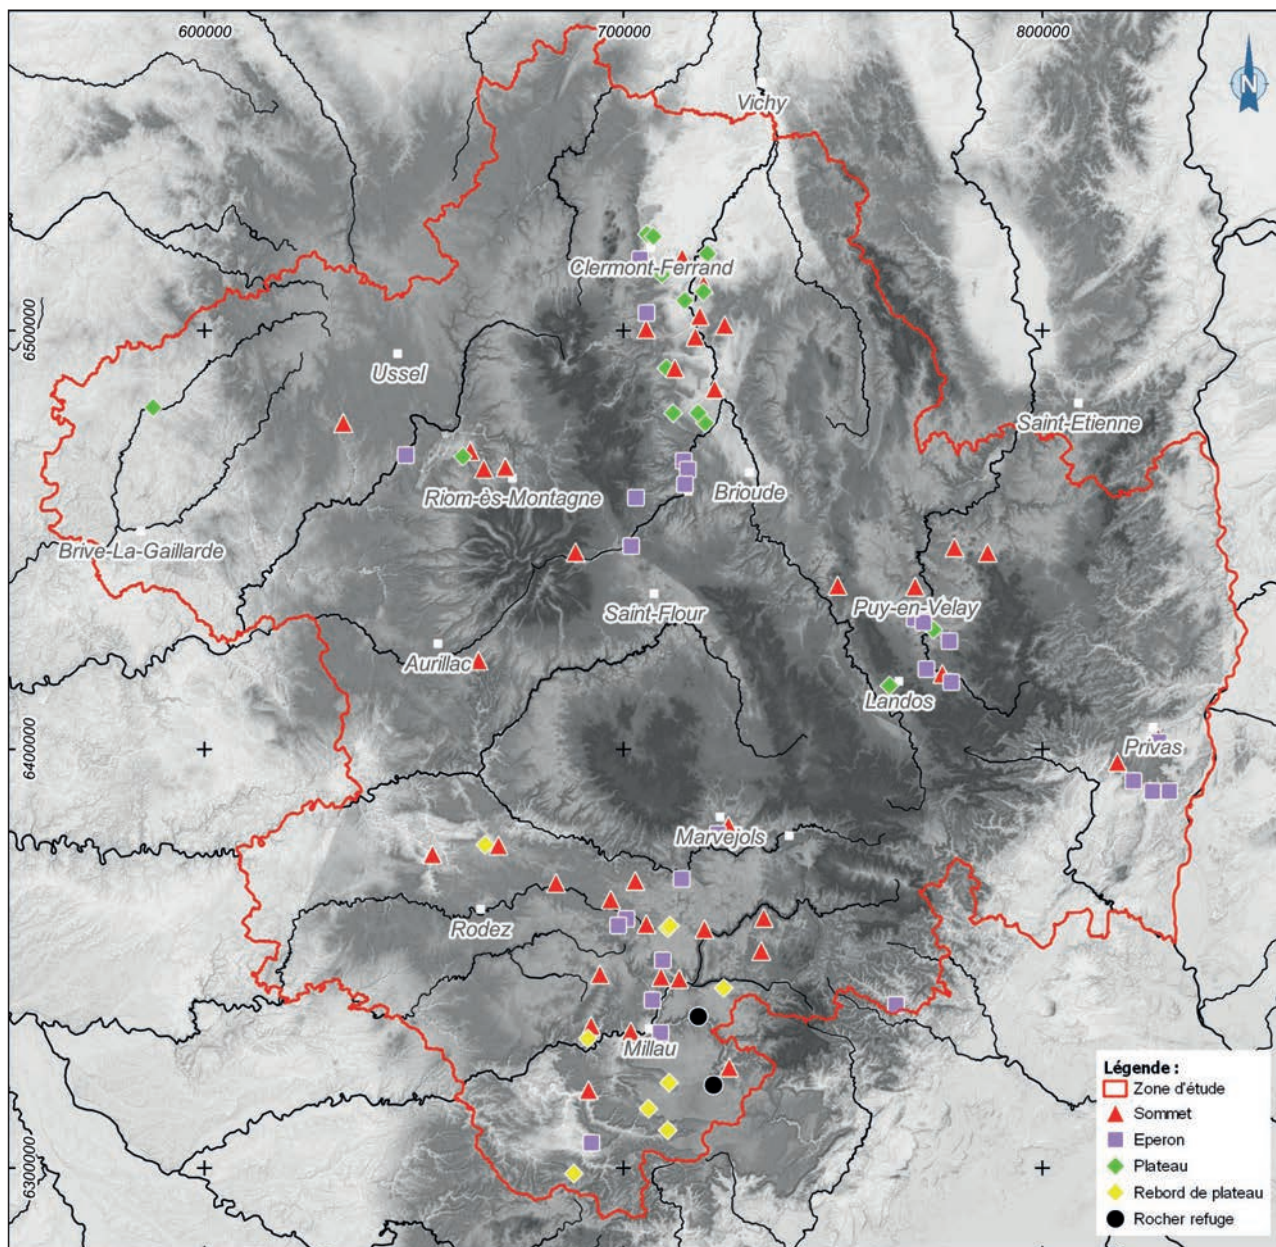 600000
700000
800000
N
Vichy
Clermont-Ferrand
6500000
Ussel
Saint-Etienne
Riom-ès-Montagne
Brioude
Brive-La-Gaillarde
Saint-Flour
Puy-en-Velay
Aurillac
Landos
6400000
Privas
Marvejols
Rodez
Millau
6300000
Légende :
Zone d'étude
Sommet
Eperon
Plateau
Rebord de plateau
Rocher refuge